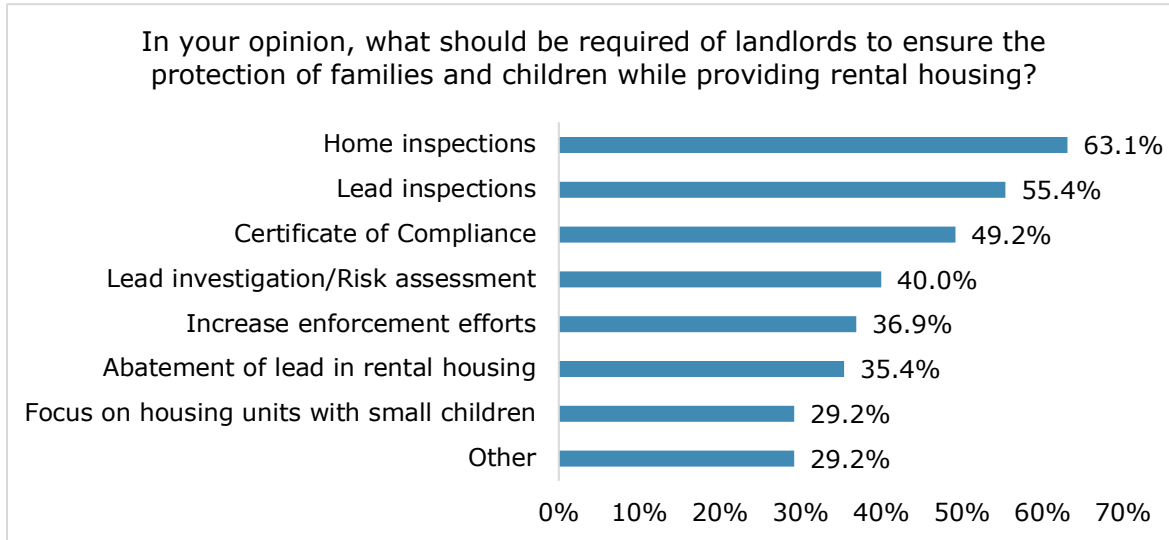 In your opinion, what should be required of landlords to ensure the
protection of families and children while providing rental housing?
Home inspections 63.1%
Lead inspections 55.4%
Certificate of Compliance 49.2%
Lead investigation/Risk assessment 40.0%
Increase enforcement efforts 36.9%
Abatement of lead in rental housing 35.4%
Focus on housing units with small children 29.2%
Other 29.2%
0% 10% 20% 30% 40% 50% 60% 70%